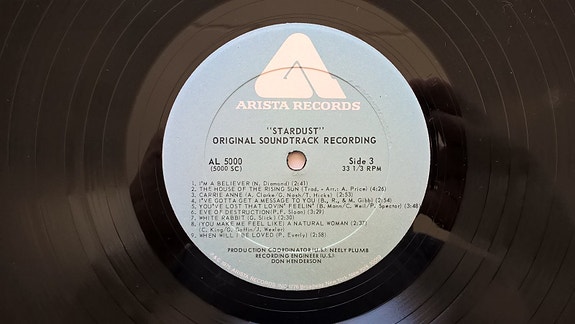 ARISTA RECORDS
"STARDUST"
ORIGINAL SOUNDTRACK RECORDING
AL 5000 Side 3
(5000 SC) 33 1/3 RPM
1. I'M A BELIEVER (N. Diamond) (2:41)
2. THE HOUSE OF THE RISING SUN (Trad. - Arr.: A. Price) (4:26)
3. CARRIE ANNE (A. Clarke/G. Nash/T. Hicks) (2:53)
4. I'VE GOTTA GET A MESSAGE TO YOU (B., R., & M. Gibb) (2:54)
5. YOU'VE LOST THAT LOVIN' FEELIN' (B. Mann/C. Weil/P. Spector) (3:48)
6. EVE OF DESTRUCTION (P.F. Sloan) (3:29)
7. WHITE RABBIT (G. Slick) (2:30)
8. (YOU MAKE ME FEEL LIKE) A NATURAL WOMAN (2:37)
(C. King/G. Goffin/J. Wexler)
9. WHEN WILL I BE LOVED (P. Everly) (2:38)
PRODUCTION COORDINATOR (U.S.): NEELY PLUMB
RECORDING ENGINEER (U.S.):
DON HENDERSON